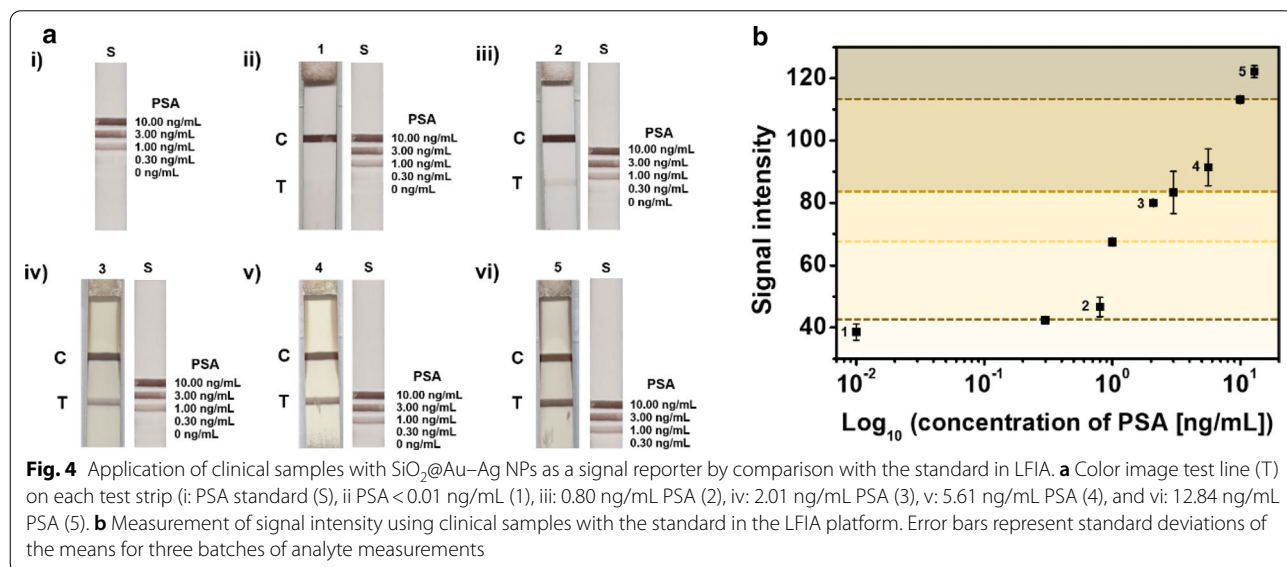 a
i)
S
PSA
10.00 ng/mL
3.00 ng/mL
1.00 ng/mL
0.30 ng/mL
0 ng/mL
ii)
1
S
C
T
PSA
10.00 ng/mL
3.00 ng/mL
1.00 ng/mL
0.30 ng/mL
0 ng/mL
iii)
2
S
C
T
PSA
10.00 ng/mL
3.00 ng/mL
1.00 ng/mL
0.30 ng/mL
0 ng/mL
iv)
3
S
C
T
PSA
10.00 ng/mL
3.00 ng/mL
1.00 ng/mL
0.30 ng/mL
0 ng/mL
v)
4
S
C
T
PSA
10.00 ng/mL
3.00 ng/mL
1.00 ng/mL
0.30 ng/mL
0 ng/mL
vi)
5
S
C
T
PSA
10.00 ng/mL
3.00 ng/mL
1.00 ng/mL
0.30 ng/mL
b
Signal intensity
120
100
80
60
40
1
2
3
4
5
10⁻² 10⁻¹ 10⁰ 10¹
Log₁₀ (concentration of PSA [ng/mL])
Fig. 4 Application of clinical samples with SiO₂@Au–Ag NPs as a signal reporter by comparison with the standard in LFIA. a Color image test line (T)
on each test strip (i: PSA standard (S), ii PSA < 0.01 ng/mL (1), iii: 0.80 ng/mL PSA (2), iv: 2.01 ng/mL PSA (3), v: 5.61 ng/mL PSA (4), and vi: 12.84 ng/mL
PSA (5). b Measurement of signal intensity using clinical samples with the standard in the LFIA platform. Error bars represent standard deviations of
the means for three batches of analyte measurements